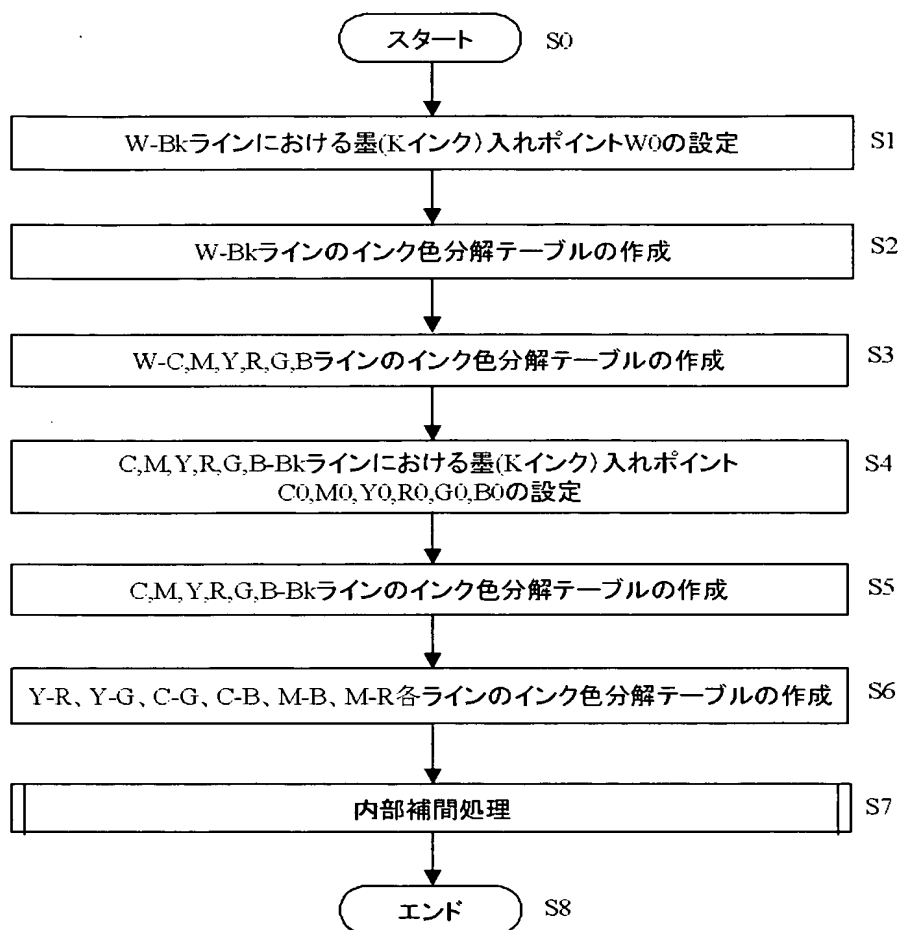 スタート S0
W-Bkラインにおける墨(Kインク)入れポイントW0の設定 S1
W-Bkラインのインク色分解テーブルの作成 S2
W-C,M,Y,R,G,Bラインのインク色分解テーブルの作成 S3
C,M,Y,R,G,B-Bkラインにおける墨(Kインク)入れポイント
C0,M0,Y0,R0,G0,B0の設定 S4
C,M,Y,R,G,B-Bkラインのインク色分解テーブルの作成 S5
Y-R、Y-G、C-G、C-B、M-B、M-R各ラインのインク色分解テーブルの作成 S6
内部補間処理 S7
エンド S8